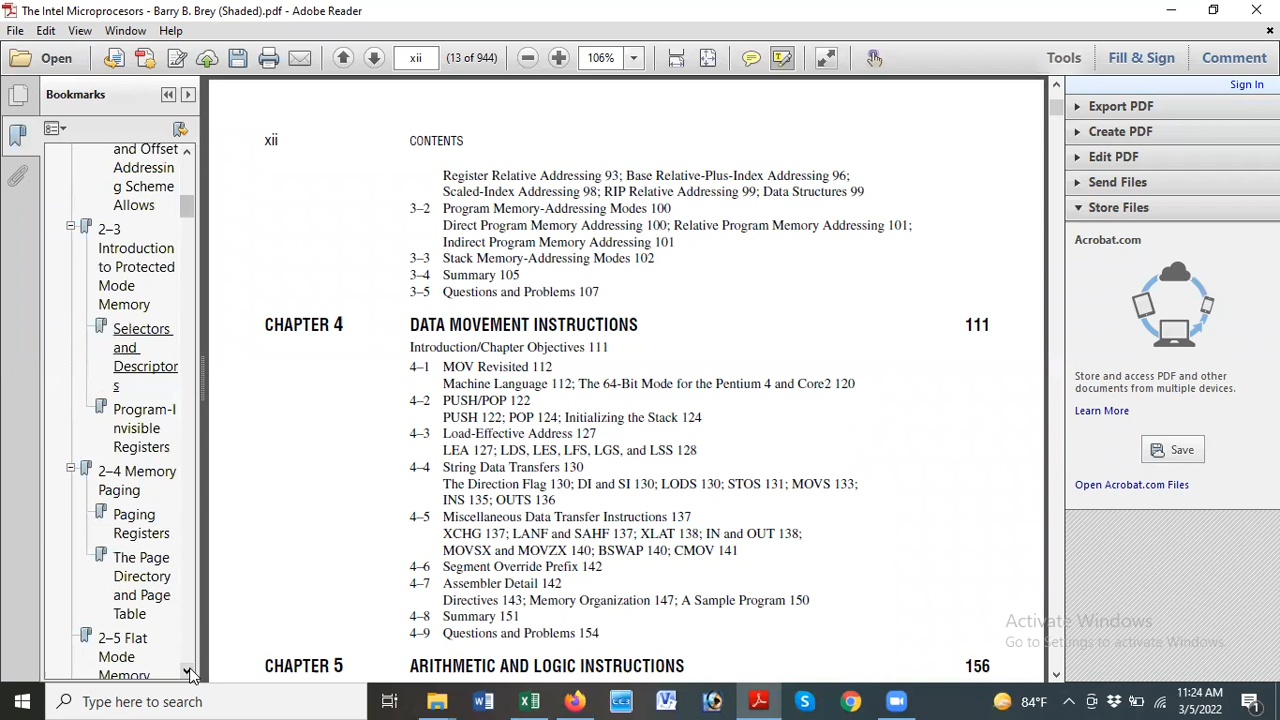 The Intel Microprocesors - Barry B. Brey (Shaded).pdf - Adobe Reader
File Edit View Window Help
Open xii (13 of 944) 106% Tools Fill & Sign Comment
Sign In
Bookmarks
and Offset
Addressin
g Scheme
Allows
2–3
Introduction
to Protected
Mode
Memory
Selectors
and
Descriptor
s
Program-I
nvisible
Registers
2–4 Memory
Paging
Paging
Registers
The Page
Directory
and Page
Table
2–5 Flat
Mode
Memory
xii CONTENTS
Register Relative Addressing 93; Base Relative-Plus-Index Addressing 96;
Scaled-Index Addressing 98; RIP Relative Addressing 99; Data Structures 99
3–2 Program Memory-Addressing Modes 100
Direct Program Memory Addressing 100; Relative Program Memory Addressing 101;
Indirect Program Memory Addressing 101
3–3 Stack Memory-Addressing Modes 102
3–4 Summary 105
3–5 Questions and Problems 107
CHAPTER 4 DATA MOVEMENT INSTRUCTIONS 111
Introduction/Chapter Objectives 111
4–1 MOV Revisited 112
Machine Language 112; The 64-Bit Mode for the Pentium 4 and Core2 120
4–2 PUSH/POP 122
PUSH 122; POP 124; Initializing the Stack 124
4–3 Load-Effective Address 127
LEA 127; LDS, LES, LFS, LGS, and LSS 128
4–4 String Data Transfers 130
The Direction Flag 130; DI and SI 130; LODS 130; STOS 131; MOVS 133;
INS 135; OUTS 136
4–5 Miscellaneous Data Transfer Instructions 137
XCHG 137; LANF and SAHF 137; XLAT 138; IN and OUT 138;
MOVSX and MOVZX 140; BSWAP 140; CMOV 141
4–6 Segment Override Prefix 142
4–7 Assembler Detail 142
Directives 143; Memory Organization 147; A Sample Program 150
4–8 Summary 151
4–9 Questions and Problems 154
CHAPTER 5 ARITHMETIC AND LOGIC INSTRUCTIONS 156
Export PDF
Create PDF
Edit PDF
Send Files
Store Files
Acrobat.com
Store and access PDF and other
documents from multiple devices.
Learn More
Save
Open Acrobat.com Files
Activate Windows
Go to Settings to activate Windows.
Type here to search
CC3
84°F
11:24 AM
3/5/2022